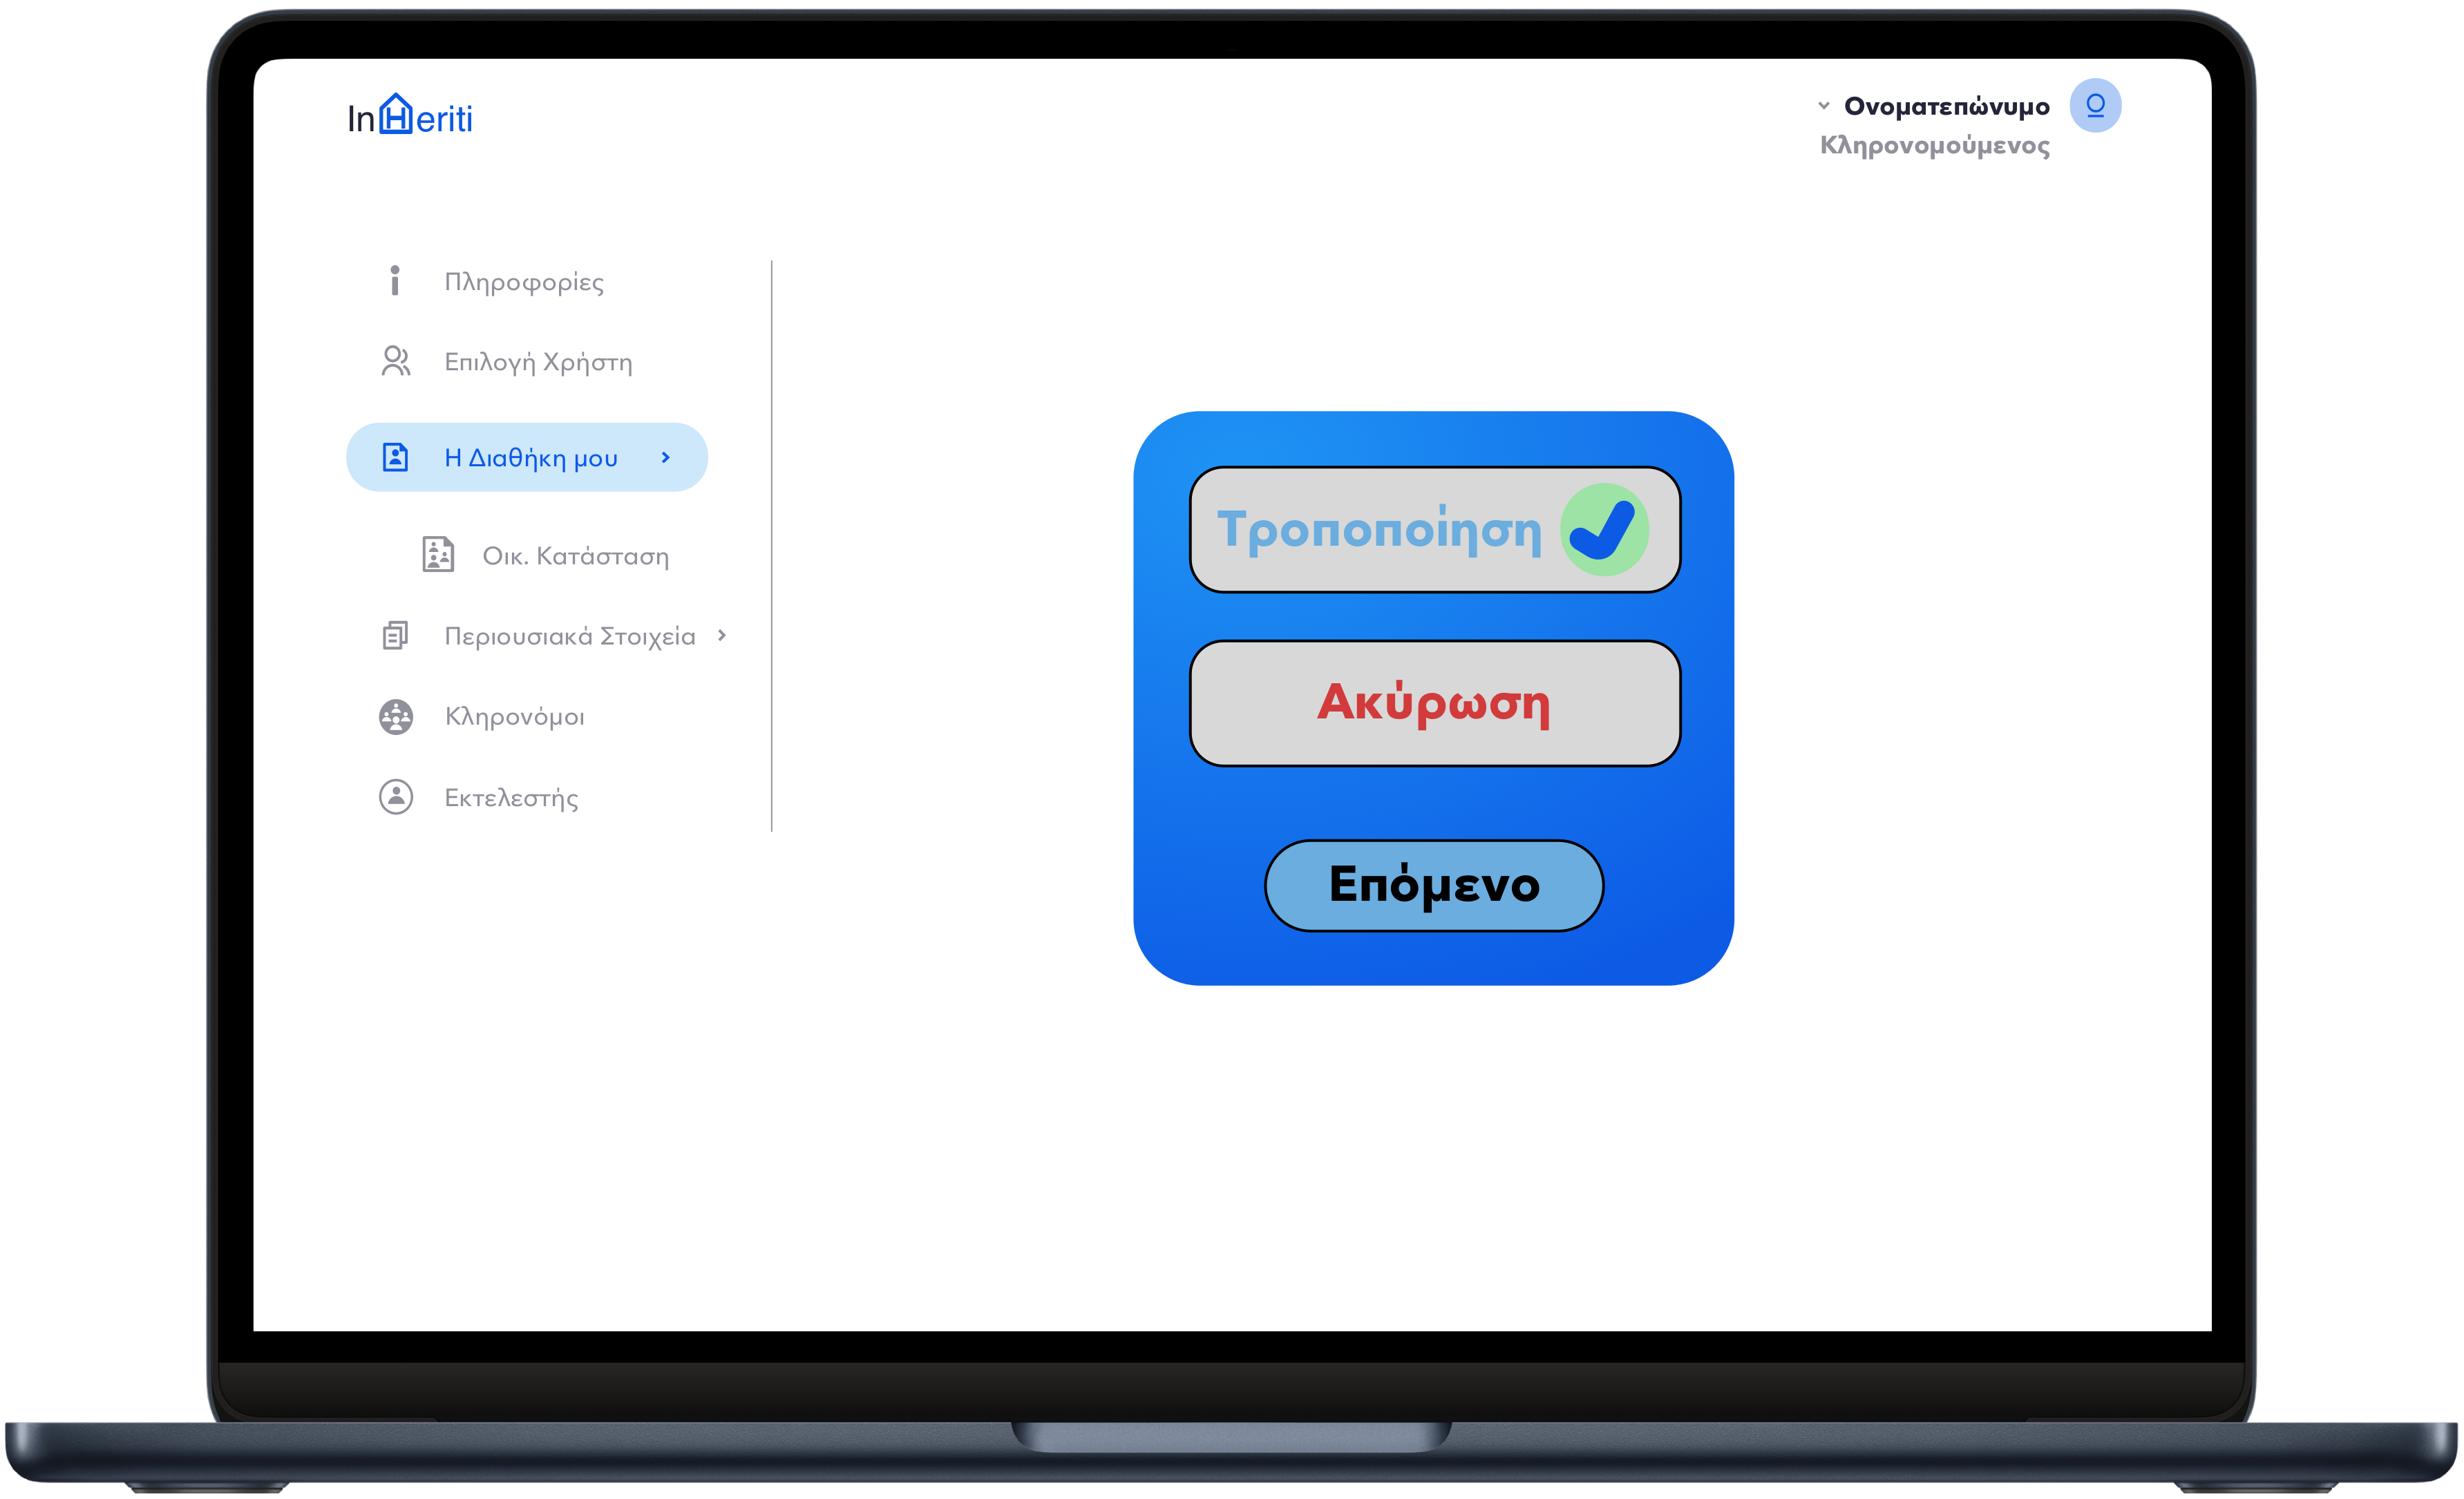 InHeriti
Ονοματεπώνυμο
Κληρονομούμενος
Πληροφορίες
Επιλογή Χρήστη
Η Διαθήκη μου
Οικ. Κατάσταση
Περιουσιακά Στοιχεία
Κληρονόμοι
Εκτελεστής
Τροποποίηση
Ακύρωση
Επόμενο